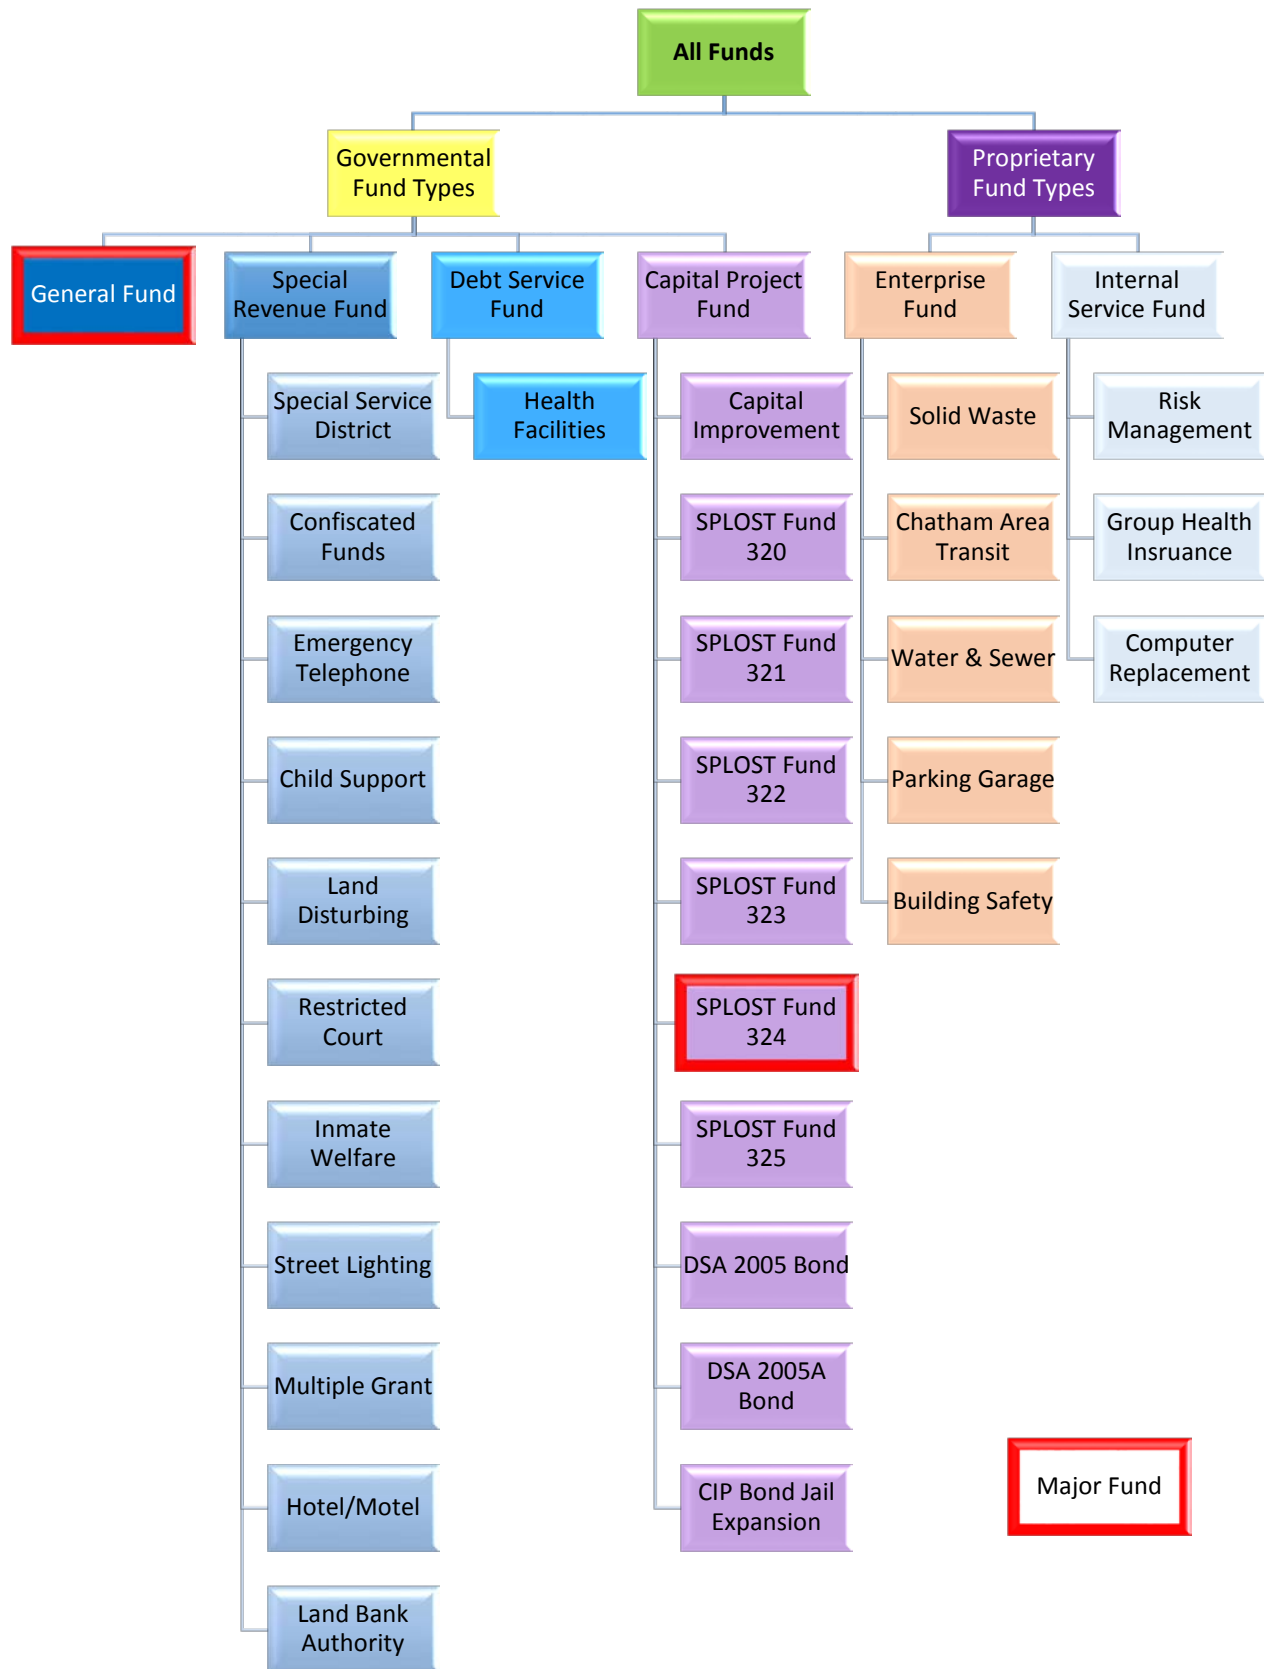 All Funds
Governmental
Fund Types
Proprietary
Fund Types
General Fund
Special
Revenue Fund
Debt Service
Fund
Capital Project
Fund
Enterprise
Fund
Internal
Service Fund
Special Service
District
Confiscated
Funds
Emergency
Telephone
Child Support
Land
Disturbing
Restricted
Court
Inmate
Welfare
Street Lighting
Multiple Grant
Hotel/Motel
Land Bank
Authority
Health
Facilities
Capital
Improvement
SPLOST Fund
320
SPLOST Fund
321
SPLOST Fund
322
SPLOST Fund
323
SPLOST Fund
324
SPLOST Fund
325
DSA 2005 Bond
DSA 2005A
Bond
CIP Bond Jail
Expansion
Solid Waste
Chatham Area
Transit
Water & Sewer
Parking Garage
Building Safety
Risk
Management
Group Health
Insruance
Computer
Replacement
Major Fund